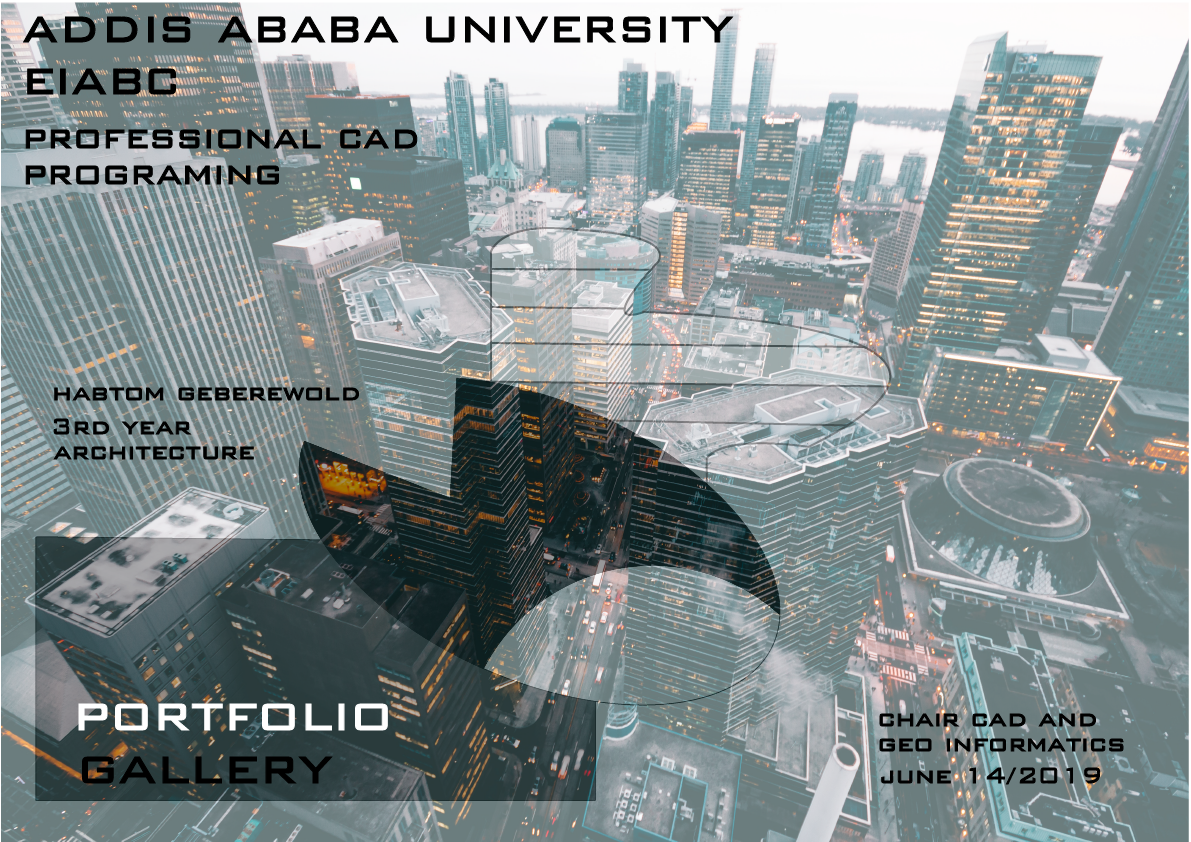 ADDIS ABABA UNIVERSITY
EIABC
PROFESSIONAL CAD
PROGRAMING
HABTOM GEBEREWOLD
3RD YEAR
ARCHITECTURE
PORTFOLIO
GALLERY
CHAIR CAD AND
GEO INFORMATICS
JUNE 14/2019